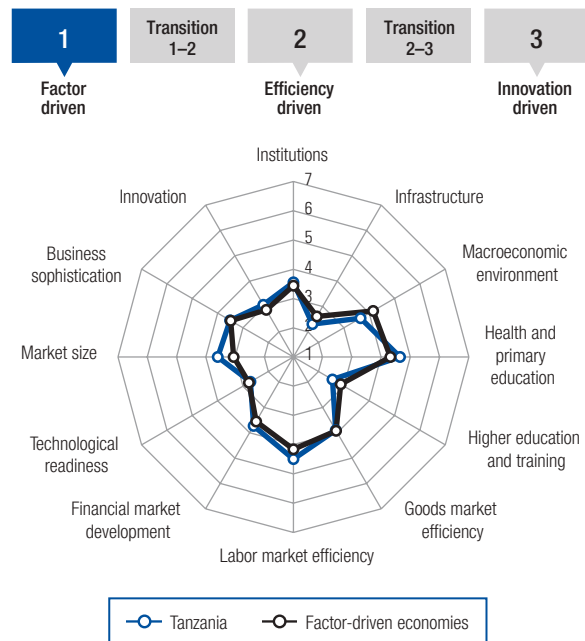 1
Transition
1–2
2
Transition
2–3
3
Factor
driven
Efficiency
driven
Innovation
driven
Institutions
Infrastructure
Macroeconomic
environment
Health and
primary
education
Higher education
and training
Goods market
efficiency
Labor market efficiency
Financial market
development
Technological
readiness
Market size
Business
sophistication
Innovation
7
6
5
4
3
2
1
Tanzania
Factor-driven economies